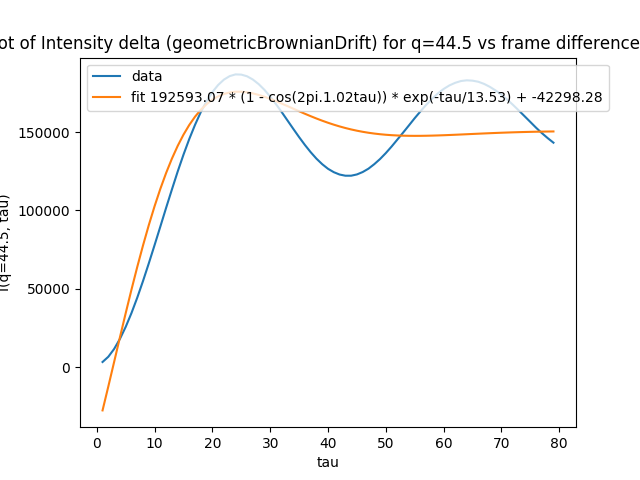 ot of Intensity delta (geometricBrownianDrift) for q=44.5 vs frame difference
data
fit 192593.07 * (1 - cos(2pi.1.02tau)) * exp(-tau/13.53) + -42298.28
150000
100000
50000
0
I(q=44.5, tau)
0 10 20 30 40 50 60 70 80
tau